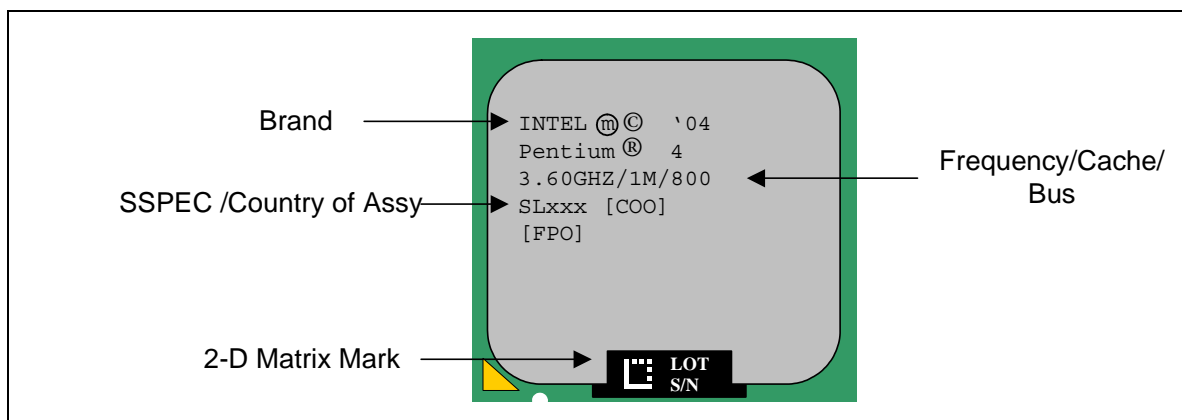 Brand
INTEL ⓜ© ‘04
Pentium ® 4
3.60GHZ/1M/800
Frequency/Cache/
Bus
SSPEC /Country of Assy
SLxxx [COO]
[FPO]
2-D Matrix Mark
LOT
S/N